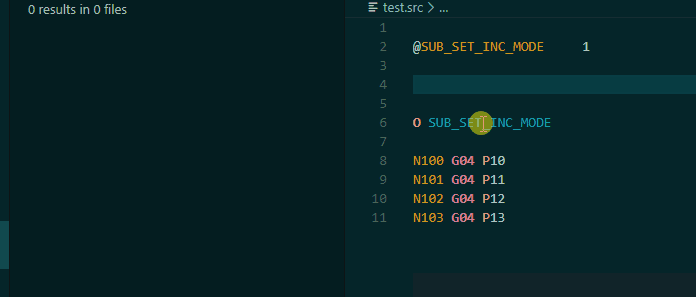 0 results in 0 files
test.src > ...
1
2 @SUB_SET_INC_MODE 1
3
4
5
6 O SUB_SET_INC_MODE
7
8 N100 G04 P10
9 N101 G04 P11
10 N102 G04 P12
11 N103 G04 P13